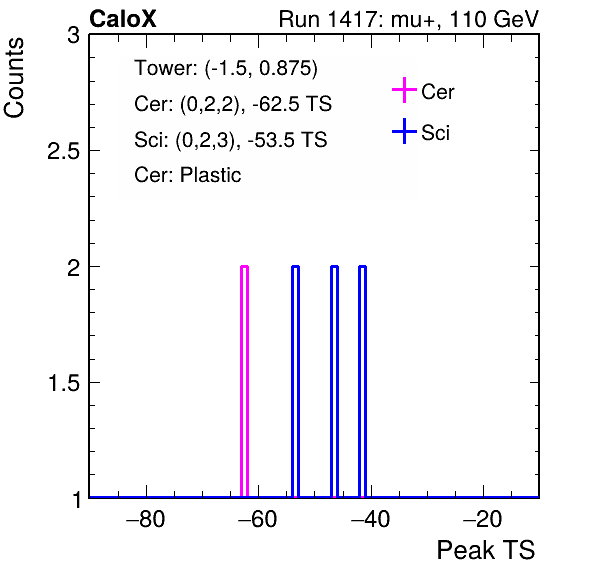 CaloX Run 1417: mu+, 110 GeV
Counts
3
2.5
2
1.5
1
Tower: (-1.5, 0.875)
Cer: (0,2,2), -62.5 TS
Sci: (0,2,3), -53.5 TS
Cer: Plastic
Cer
Sci
−80 −60 −40 −20
Peak TS